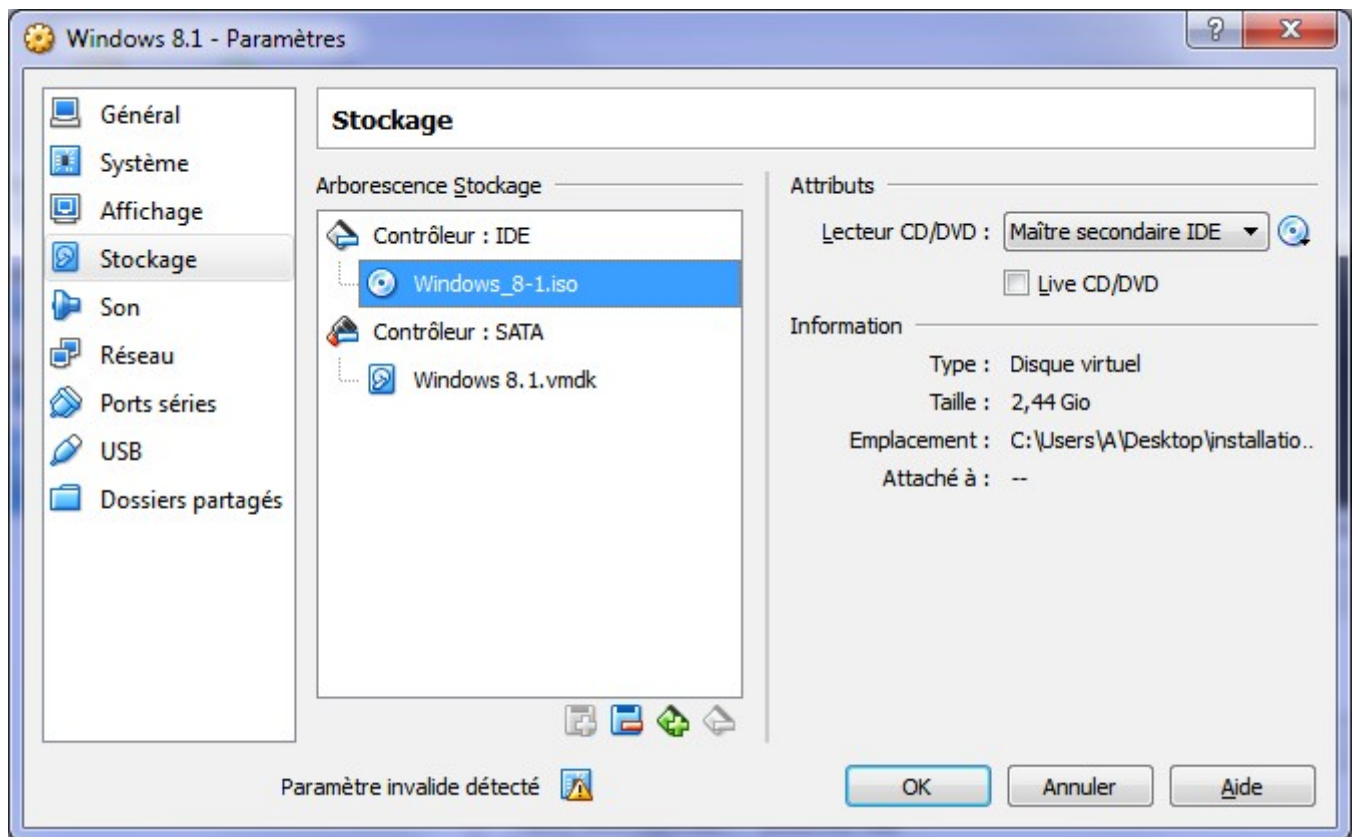 Windows 8.1 - Paramètres
Général
Système
Affichage
Stockage
Son
Réseau
Ports séries
USB
Dossiers partagés
Stockage
Arborescence Stockage
Contrôleur : IDE
Windows_8-1.iso
Contrôleur : SATA
Windows 8.1.vmdk
Attributs
Lecteur CD/DVD : Maître secondaire IDE
Live CD/DVD
Information
Type : Disque virtuel
Taille : 2,44 Gio
Emplacement : C:\Users\A\Desktop\installatio..
Attaché à : --
Paramètre invalide détecté
OK Annuler Aide